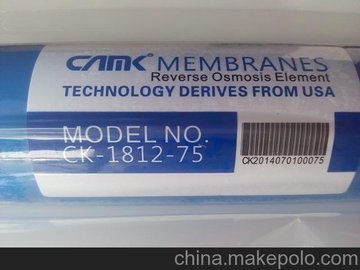 CAMK MEMBRANES
Reverse Osmosis Element
TECHNOLOGY DERIVES FROM USA
MODEL NO.
CK-1812-75
CK2014070100075
china.makepolo.com